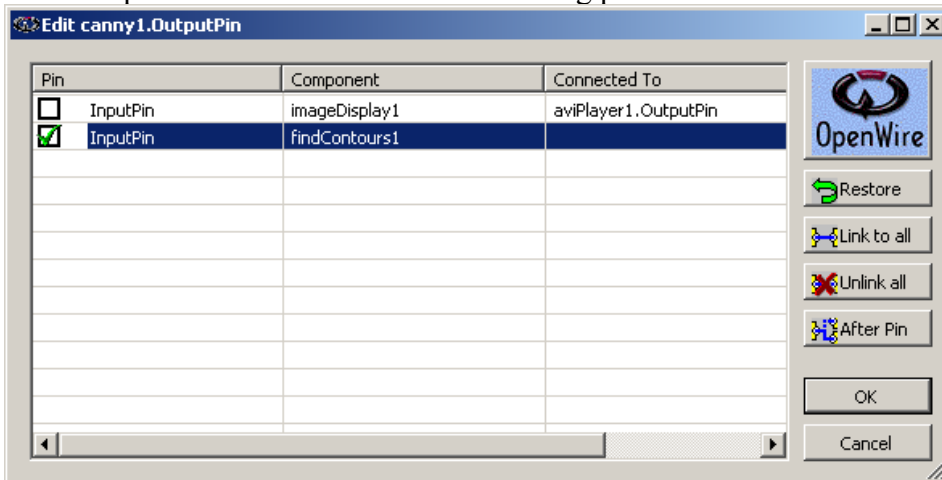 Edit canny1.OutputPin
Pin Component Connected To
InputPin imageDisplay1 aviPlayer1.OutputPin
InputPin findContours1
OpenWire
Restore
Link to all
Unlink all
After Pin
OK
Cancel